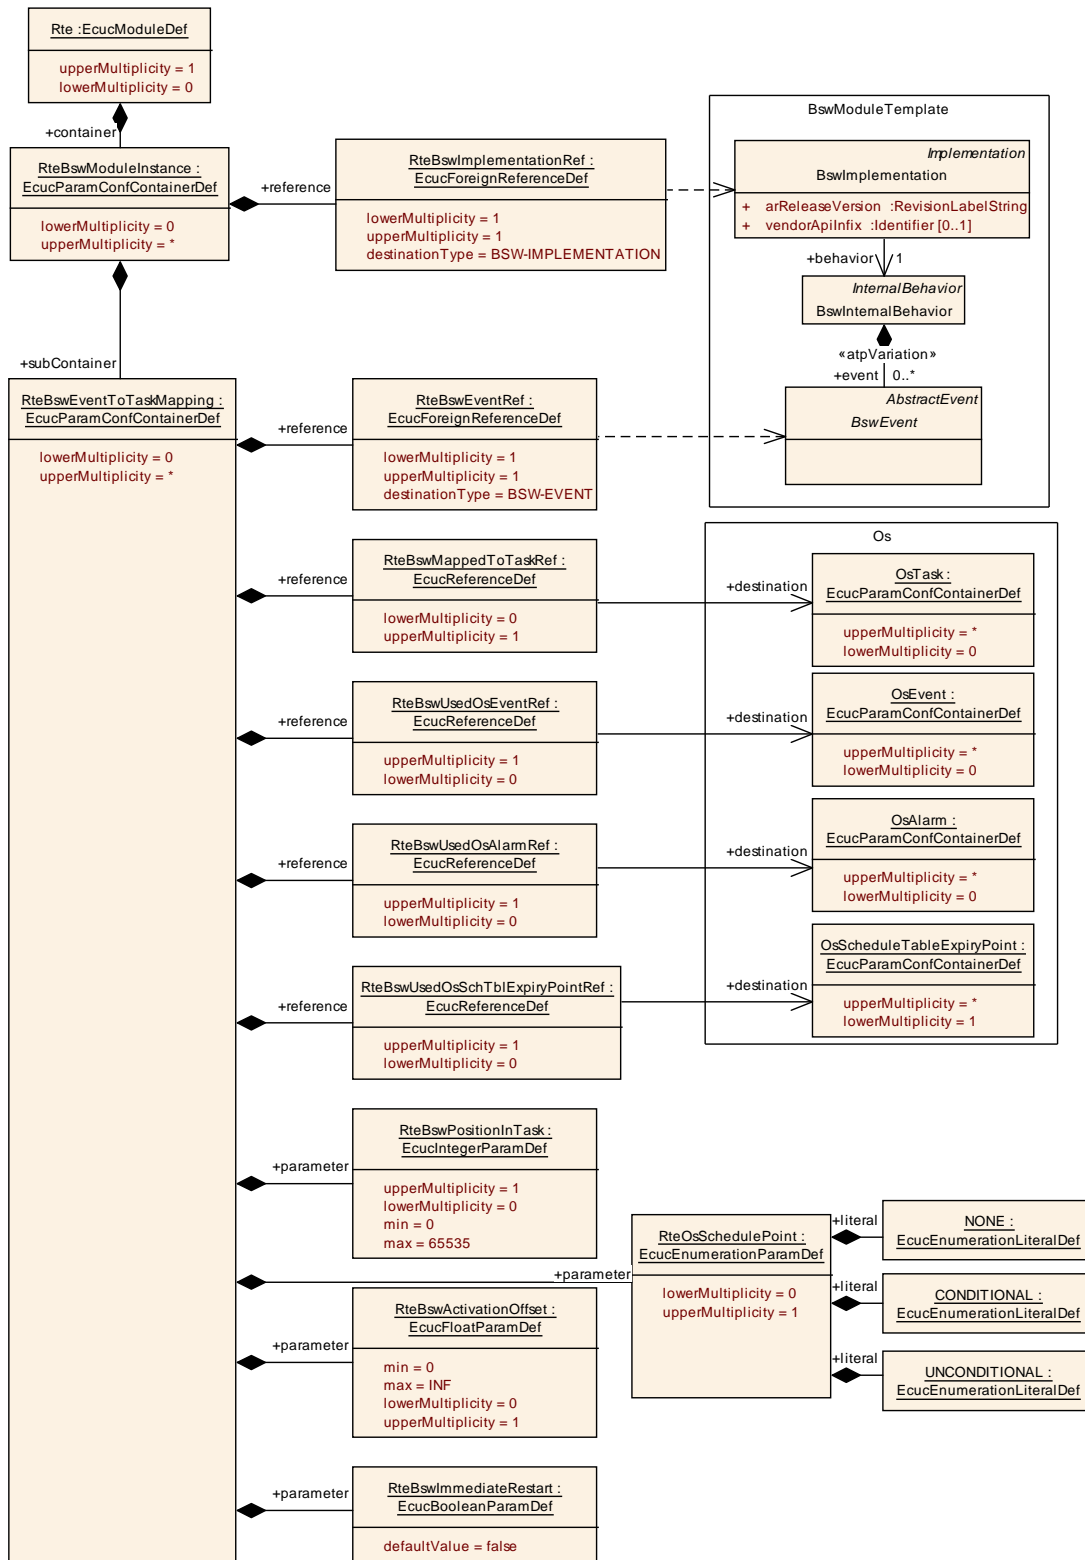 Rte :EcucModuleDef
upperMultiplicity = 1
lowerMultiplicity = 0
+container
RteBswModuleInstance :
EcucParamConfContainerDef
lowerMultiplicity = 0
upperMultiplicity = *
+reference
RteBswImplementationRef :
EcucForeignReferenceDef
lowerMultiplicity = 1
upperMultiplicity = 1
destinationType = BSW-IMPLEMENTATION
BswModuleTemplate
Implementation
BswImplementation
+ arReleaseVersion :RevisionLabelString
+ vendorApiInfix :Identifier [0..1]
+behavior 1
InternalBehavior
BswInternalBehavior
«atpVariation»
+event 0..*
AbstractEvent
BswEvent
+subContainer
RteBswEventToTaskMapping :
EcucParamConfContainerDef
lowerMultiplicity = 0
upperMultiplicity = *
+reference
RteBswEventRef :
EcucForeignReferenceDef
lowerMultiplicity = 1
upperMultiplicity = 1
destinationType = BSW-EVENT
Os
+reference
RteBswMappedToTaskRef :
EcucReferenceDef
lowerMultiplicity = 0
upperMultiplicity = 1
+destination
OsTask :
EcucParamConfContainerDef
upperMultiplicity = *
lowerMultiplicity = 0
+reference
RteBswUsedOsEventRef :
EcucReferenceDef
upperMultiplicity = 1
lowerMultiplicity = 0
+destination
OsEvent :
EcucParamConfContainerDef
upperMultiplicity = *
lowerMultiplicity = 0
+reference
RteBswUsedOsAlarmRef :
EcucReferenceDef
upperMultiplicity = 1
lowerMultiplicity = 0
+destination
OsAlarm :
EcucParamConfContainerDef
upperMultiplicity = *
lowerMultiplicity = 0
+reference
RteBswUsedOsSchTblExpiryPointRef :
EcucReferenceDef
upperMultiplicity = 1
lowerMultiplicity = 0
+destination
OsScheduleTableExpiryPoint :
EcucParamConfContainerDef
upperMultiplicity = *
lowerMultiplicity = 1
+parameter
RteBswPositionInTask :
EcucIntegerParamDef
upperMultiplicity = 1
lowerMultiplicity = 0
min = 0
max = 65535
+parameter
RteOsSchedulePoint :
EcucEnumerationParamDef
lowerMultiplicity = 0
upperMultiplicity = 1
+literal
NONE :
EcucEnumerationLiteralDef
+literal
CONDITIONAL :
EcucEnumerationLiteralDef
+literal
UNCONDITIONAL :
EcucEnumerationLiteralDef
+parameter
RteBswActivationOffset :
EcucFloatParamDef
min = 0
max = INF
lowerMultiplicity = 0
upperMultiplicity = 1
+parameter
RteBswImmediateRestart :
EcucBooleanParamDef
defaultValue = false